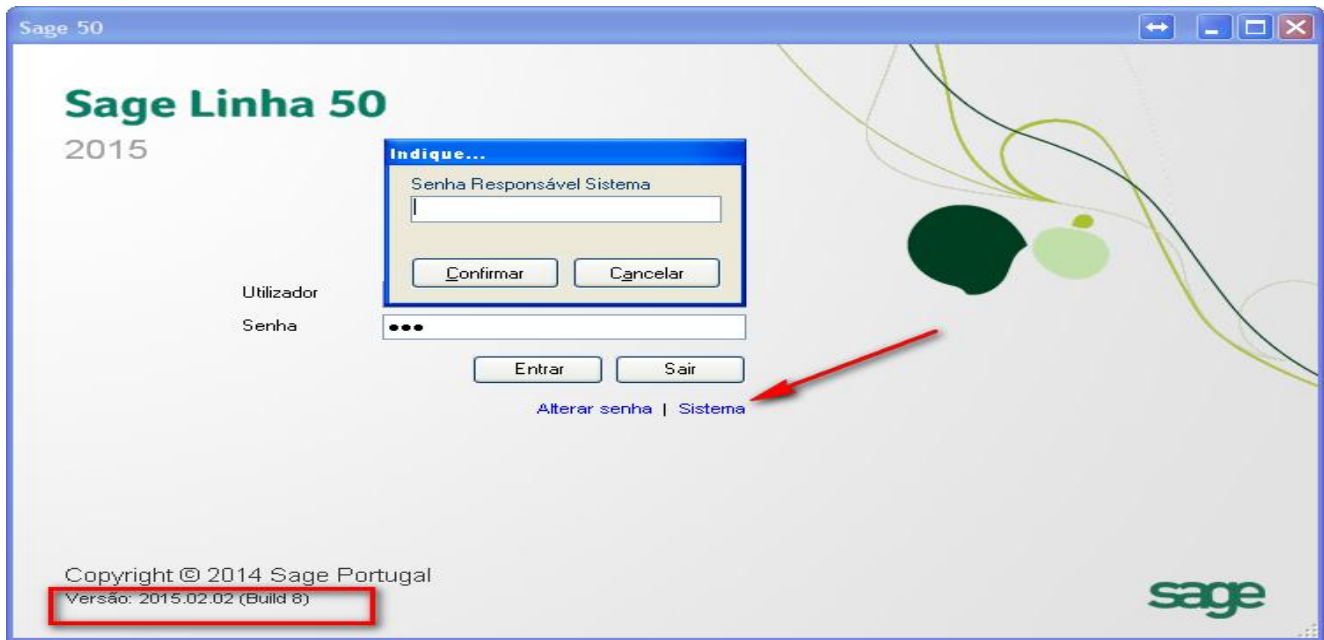 Sage 50
Sage Linha 50
2015
Indique...
Senha Responsável Sistema
Confirmar Cancelar
Utilizador
Senha •••
Entrar Sair
Alterar senha | Sistema
Copyright © 2014 Sage Portugal
Versão: 2015.02.02 (Build 8)
sage